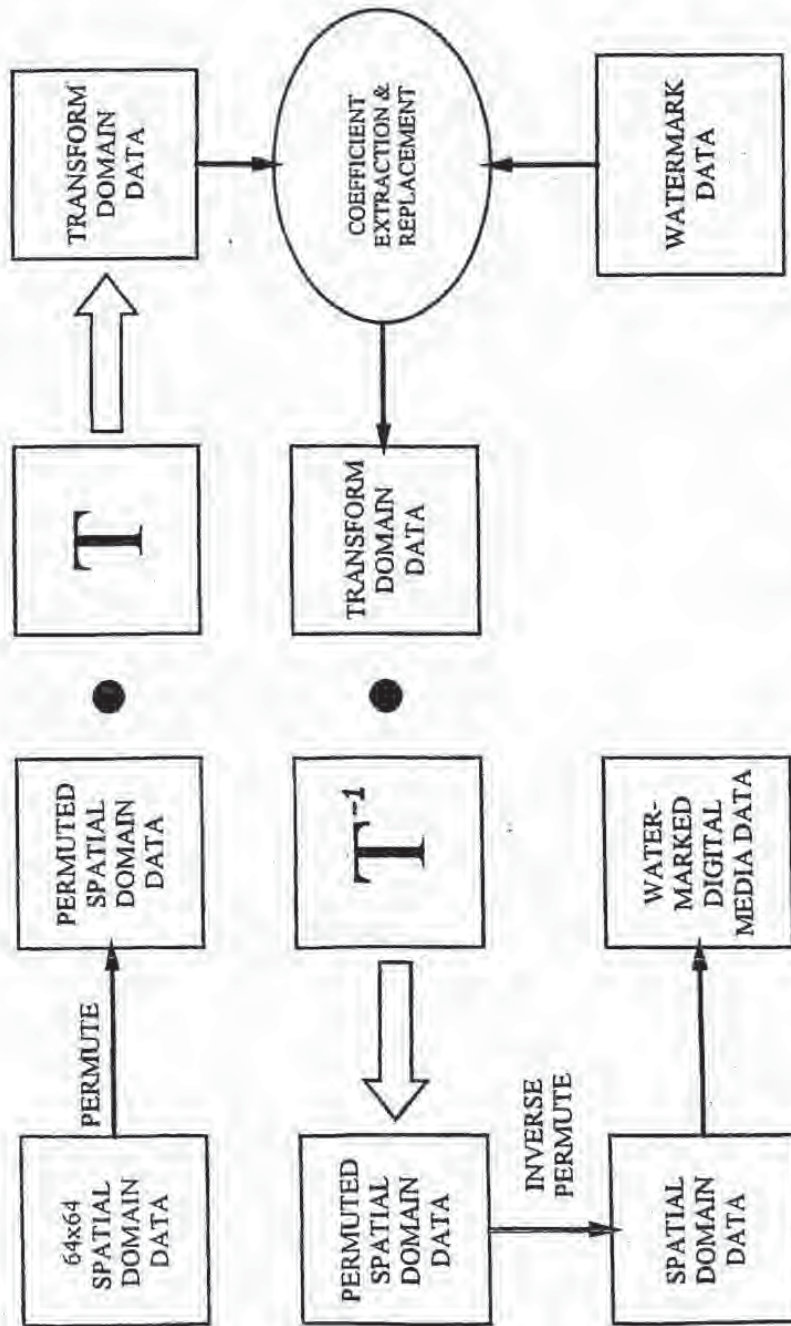 64x64
SPATIAL
DOMAIN
DATA
PERMUTE
PERMUTED
SPATIAL
DOMAIN
DATA
T
TRANSFORM
DOMAIN
DATA
PERMUTED
SPATIAL
DOMAIN
DATA
T-1
TRANSFORM
DOMAIN
DATA
COEFFICIENT
EXTRACTION &
REPLACEMENT
INVERSE
PERMUTE
SPATIAL
DOMAIN
DATA
WATER-
MARKED
DIGITAL
MEDIA DATA
WATERMARK
DATA